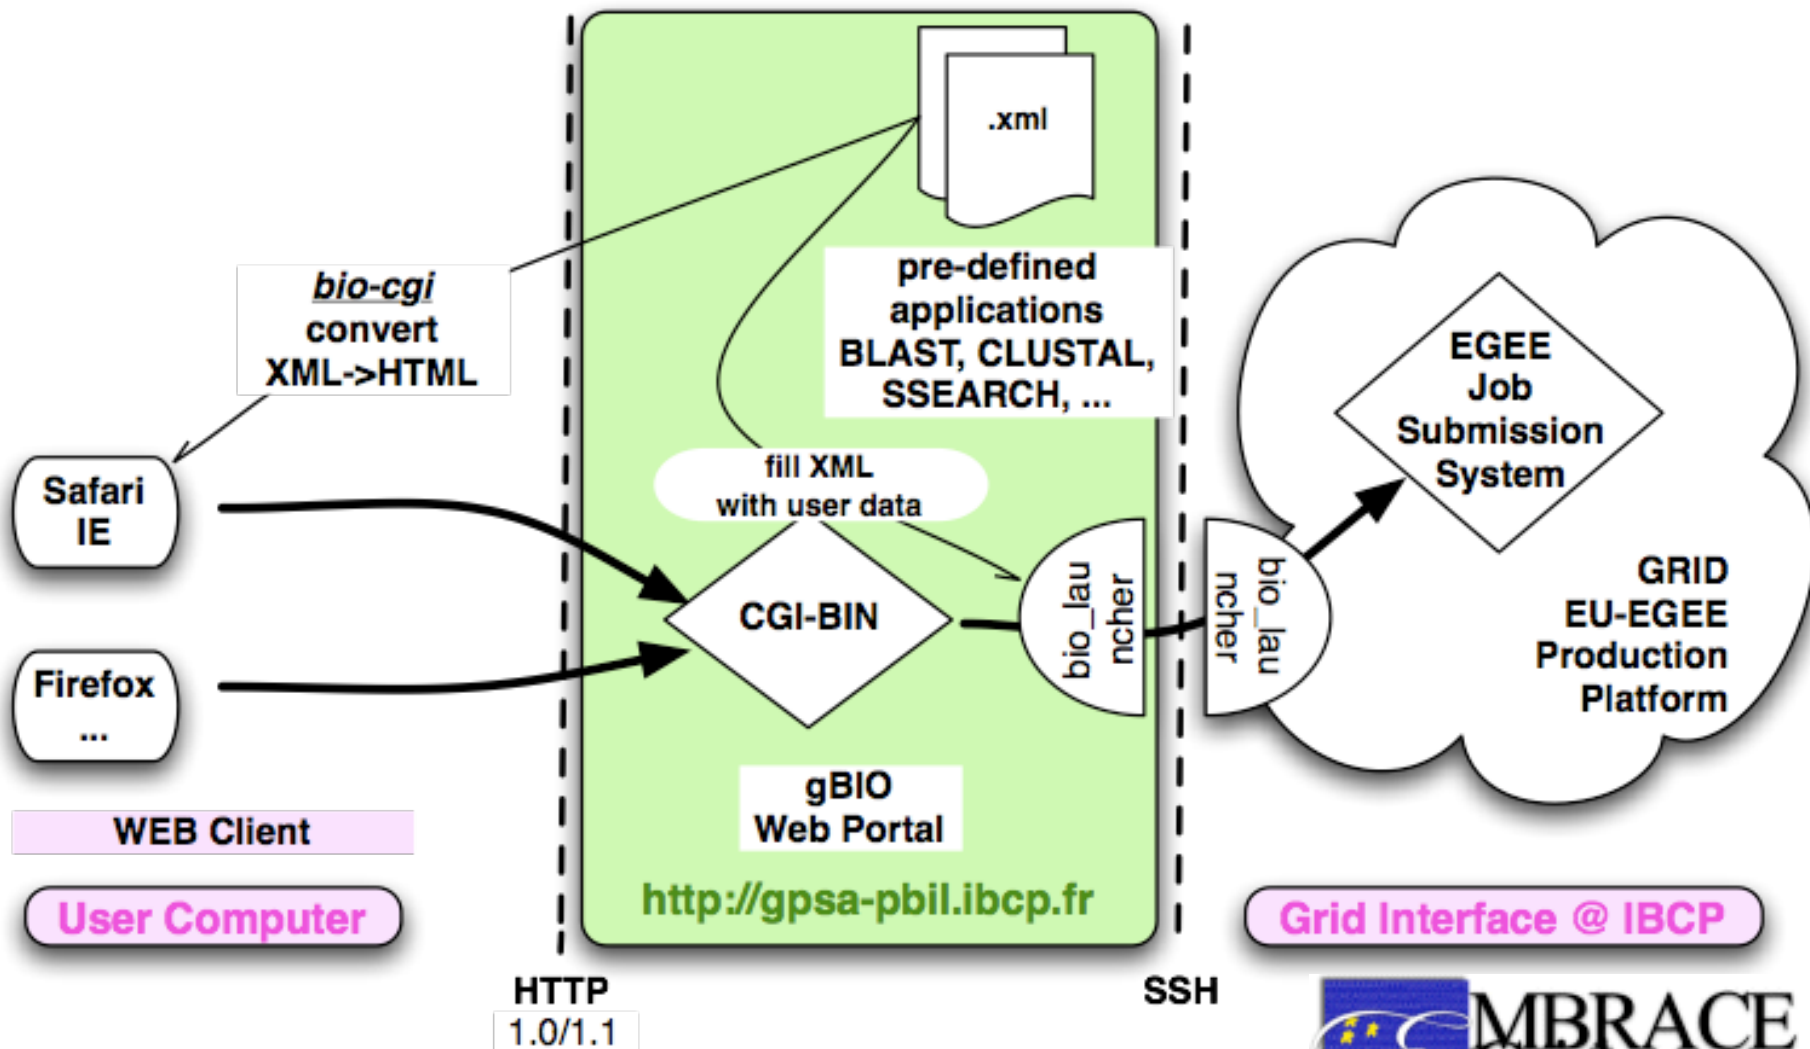 .xml
bio-cgi
convert
XML->HTML
pre-defined
applications
BLAST, CLUSTAL,
SSEARCH, ...
EGEE
Job
Submission
System
Safari
IE
fill XML
with user data
CGI-BIN
bio_lau
ncher
bio_lau
ncher
GRID
EU-EGEE
Production
Platform
Firefox
...
gBIO
Web Portal
WEB Client
http://gpsa-pbil.ibcp.fr
User Computer
Grid Interface @ IBCP
HTTP
1.0/1.1
SSH
MBRACE